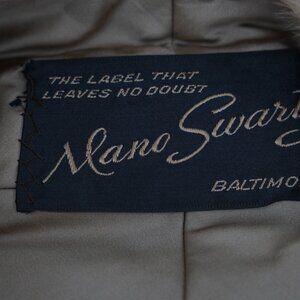 THE LABEL THAT
LEAVES NO DOUBT
Mano Swart
BALTIMO